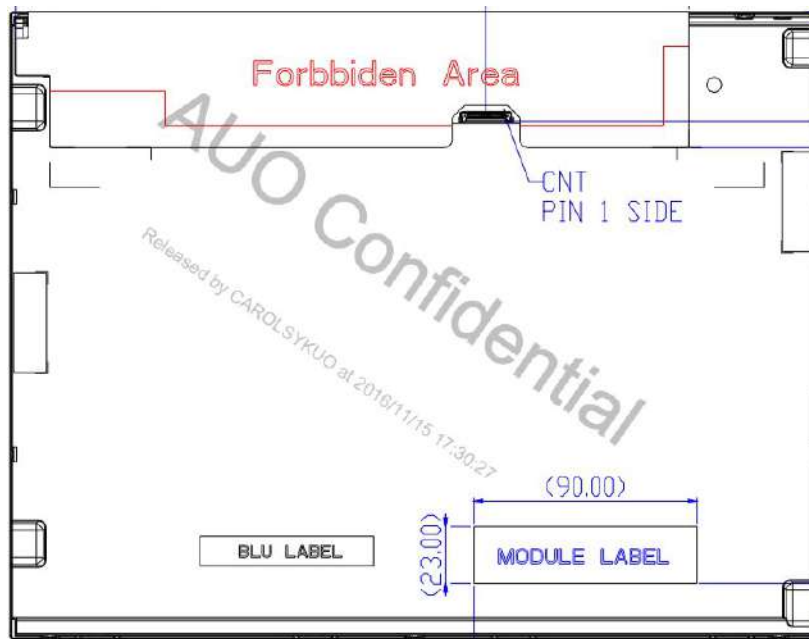 Forbbiden Area
CNT
PIN 1 SIDE
AUO Confidential
Released by CAROLSYKUO at 2016/11/15 17:30:27
(90.00)
(23.00)
BLU LABEL
MODULE LABEL